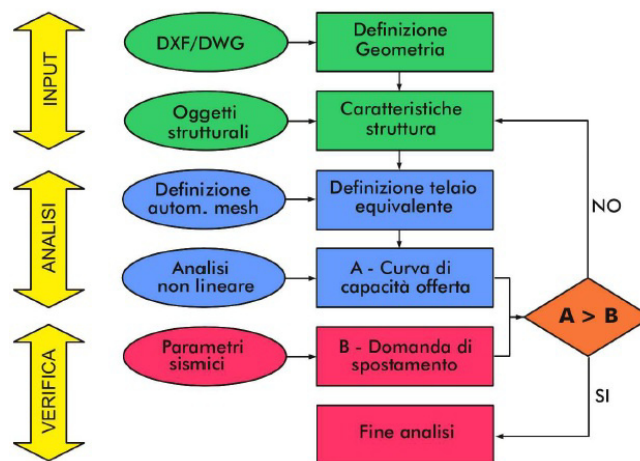 INPUT
DXF/DWG
Definizione
Geometria
Oggetti
strutturali
Caratteristiche
struttura
ANALISI
Definizione
autom. mesh
Definizione telaio
equivalente
NO
Analisi
non lineare
A - Curva di
capacità offerta
A > B
VERIFICA
Parametri
sismici
B - Domanda di
spostamento
SI
Fine analisi